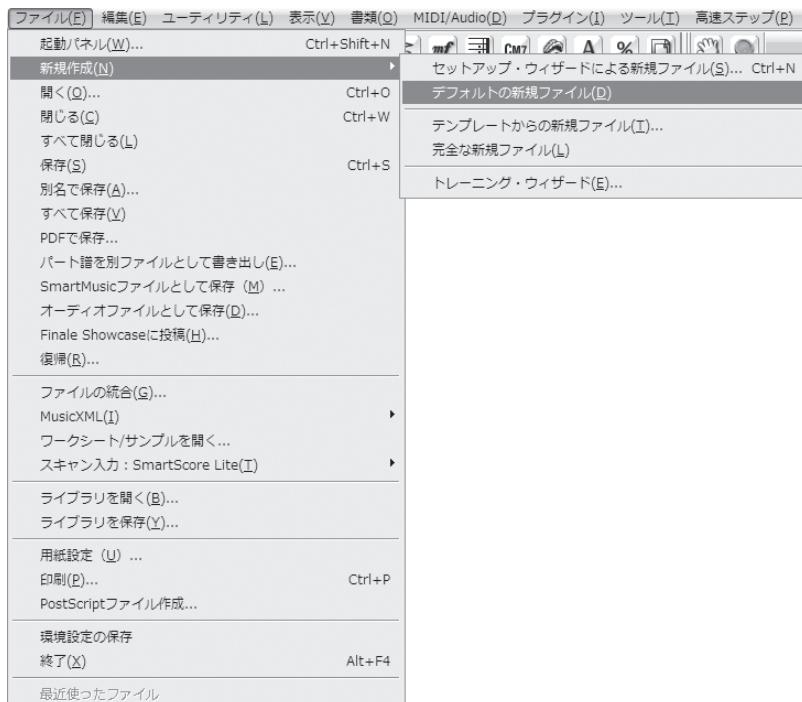 ファイル(F) 編集(E) ユーティリティ(L) 表示(V) 書類(O) MIDI/Audio(D) プラグイン(I) ツール(T) 高速ステップ(P)
起動パネル(W)... Ctrl+Shift+N
新規作成(N)
開く(O)... Ctrl+O
閉じる(C) Ctrl+W
すべて閉じる(L)
保存(S) Ctrl+S
別名で保存(A)...
すべて保存(V)
PDFで保存...
パート譜を別ファイルとして書き出し(E)...
SmartMusicファイルとして保存（M）...
オーディオファイルとして保存(D)...
Finale Showcaseに投稿(H)...
復帰(R)...
ファイルの統合(G)...
MusicXML(I)
ワークシート/サンプルを開く...
スキャン入力：SmartScore Lite(T)
ライブラリを開く(B)...
ライブラリを保存(Y)...
用紙設定（U）...
印刷(P)... Ctrl+P
PostScriptファイル作成...
環境設定の保存
終了(X) Alt+F4
最近使ったファイル
mf CM7 A %
セットアップ・ウィザードによる新規ファイル(S)... Ctrl+N
デフォルトの新規ファイル(D)
テンプレートからの新規ファイル(T)...
完全な新規ファイル(L)
トレーニング・ウィザード(E)...